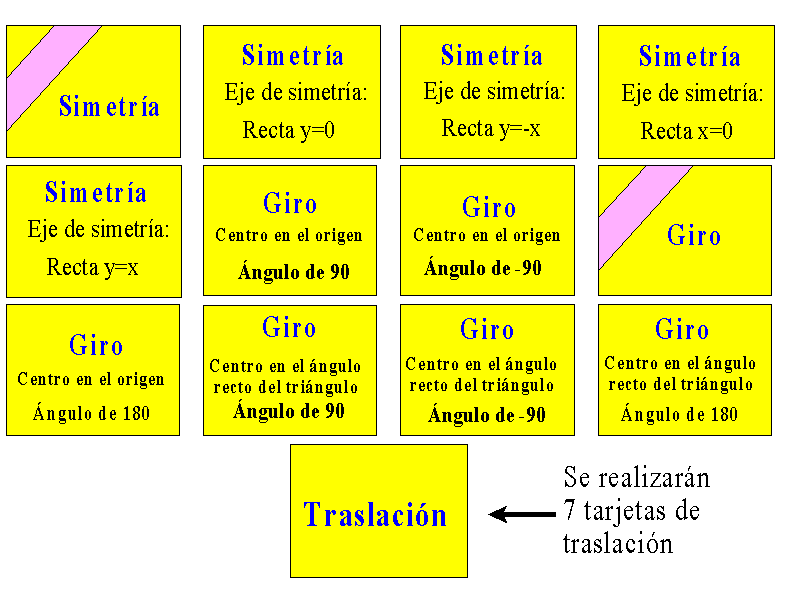 Simetría
Simetría
Eje de simetría:
Recta y=0
Simetría
Eje de simetría:
Recta y=-x
Simetría
Eje de simetría:
Recta x=0
Simetría
Eje de simetría:
Recta y=x
Giro
Centro en el origen
Ángulo de 90
Giro
Centro en el origen
Ángulo de -90
Giro
Giro
Centro en el origen
Ángulo de 180
Giro
Centro en el ángulo
recto del triángulo
Ángulo de 90
Giro
Centro en el ángulo
recto del triángulo
Ángulo de -90
Giro
Centro en el ángulo
recto del triángulo
Ángulo de 180
Traslación
Se realizarán
7 tarjetas de
traslación